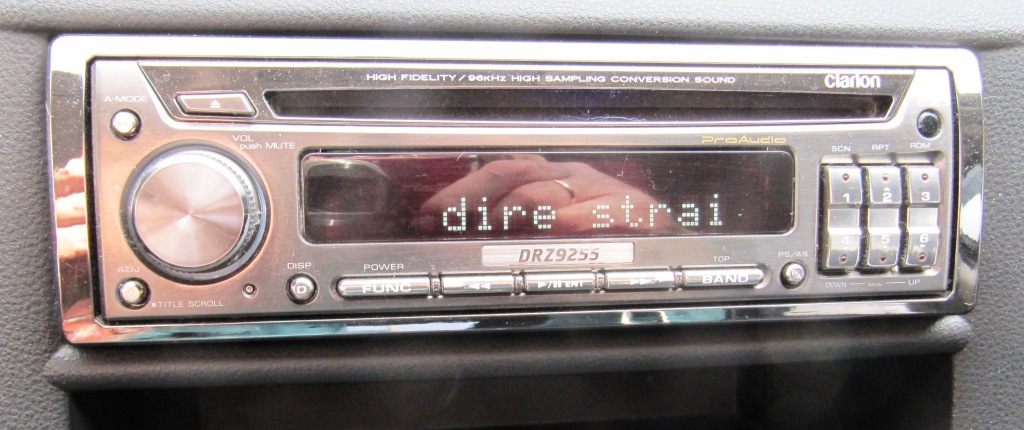 HIGH FIDELITY / 96kHz HIGH SAMPLING CONVERSION SOUND
clarion
A-MODE
VOL
push MUTE
ProAudio
SCN RPT RDM
1 2 3
dire strai
4 5 6
DRZ9255
ADJ
TITLE SCROLL
DISP
D
POWER
FUNC
ENT
TOP
BAND
PS/AS
DOWN
UP